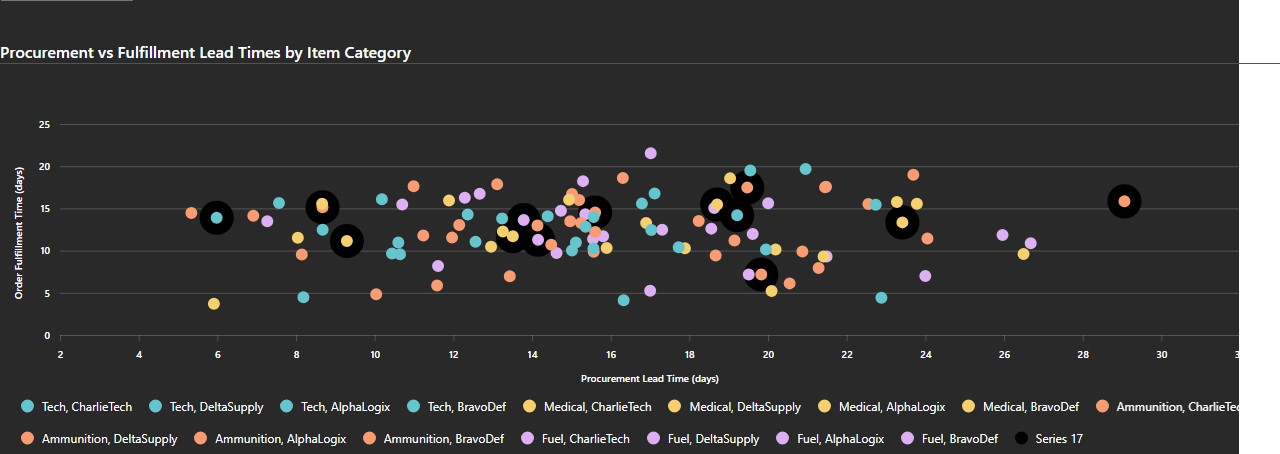 Procurement vs Fulfillment Lead Times by Item Category
25
20
15
10
5
0
Order Fulfillment Time (days)
2 4 6 8 10 12 14 16 18 20 22 24 26 28 30
Procurement Lead Time (days)
Tech, CharlieTech Tech, DeltaSupply Tech, AlphaLogix Tech, BravoDef Medical, CharlieTech Medical, DeltaSupply Medical, AlphaLogix Medical, BravoDef Ammunition, CharlieTec
Ammunition, DeltaSupply Ammunition, AlphaLogix Ammunition, BravoDef Fuel, CharlieTech Fuel, DeltaSupply Fuel, AlphaLogix Fuel, BravoDef Series 17